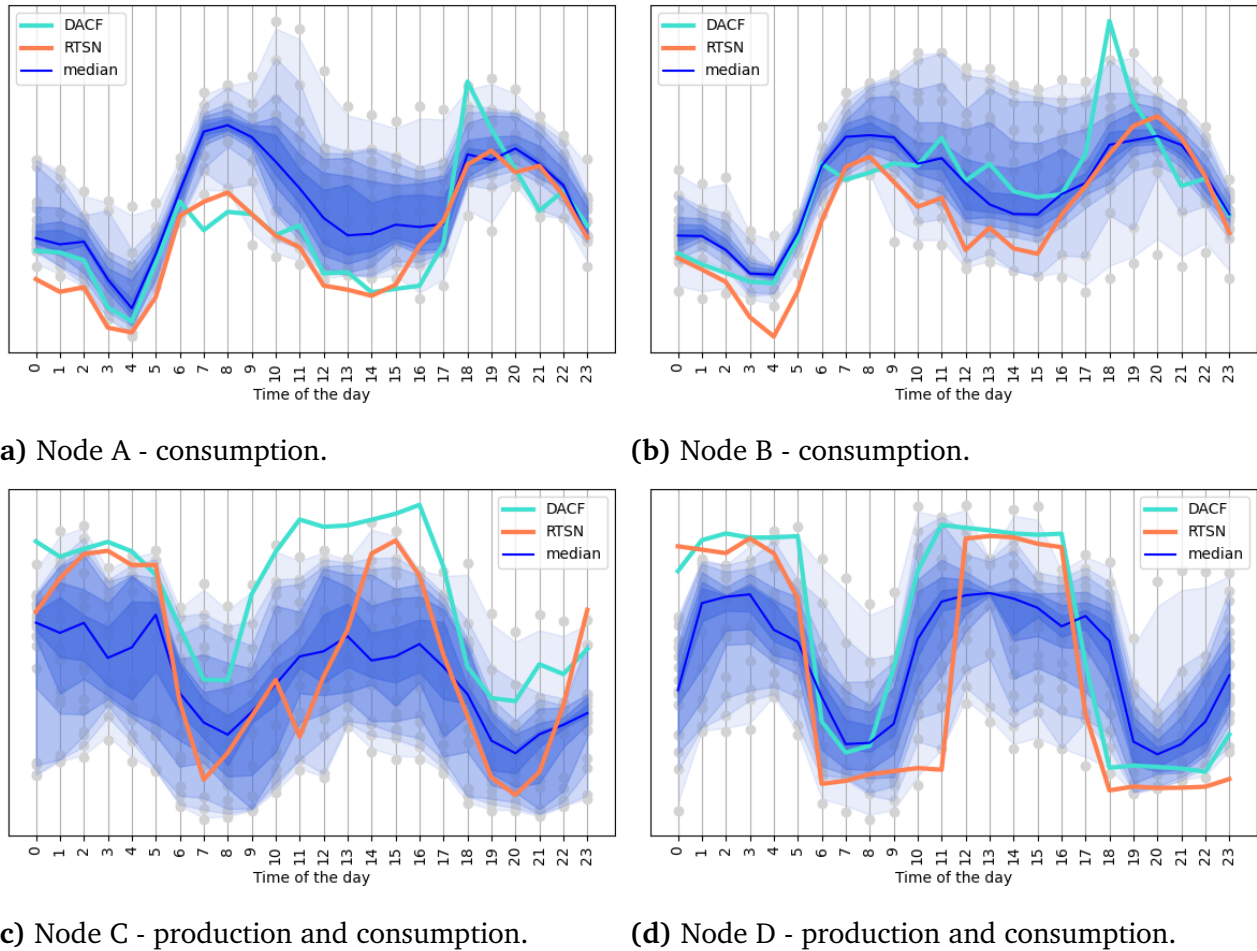 DACF
RTSN
median
0 1 2 3 4 5 6 7 8 9 10 11 12 13 14 15 16 17 18 19 20 21 22 23
Time of the day
DACF
RTSN
median
0 1 2 3 4 5 6 7 8 9 10 11 12 13 14 15 16 17 18 19 20 21 22 23
Time of the day
a) Node A - consumption.
(b) Node B - consumption.
DACF
RTSN
median
0 1 2 3 4 5 6 7 8 9 10 11 12 13 14 15 16 17 18 19 20 21 22 23
Time of the day
DACF
RTSN
median
0 1 2 3 4 5 6 7 8 9 10 11 12 13 14 15 16 17 18 19 20 21 22 23
Time of the day
c) Node C - production and consumption.
(d) Node D - production and consumption.